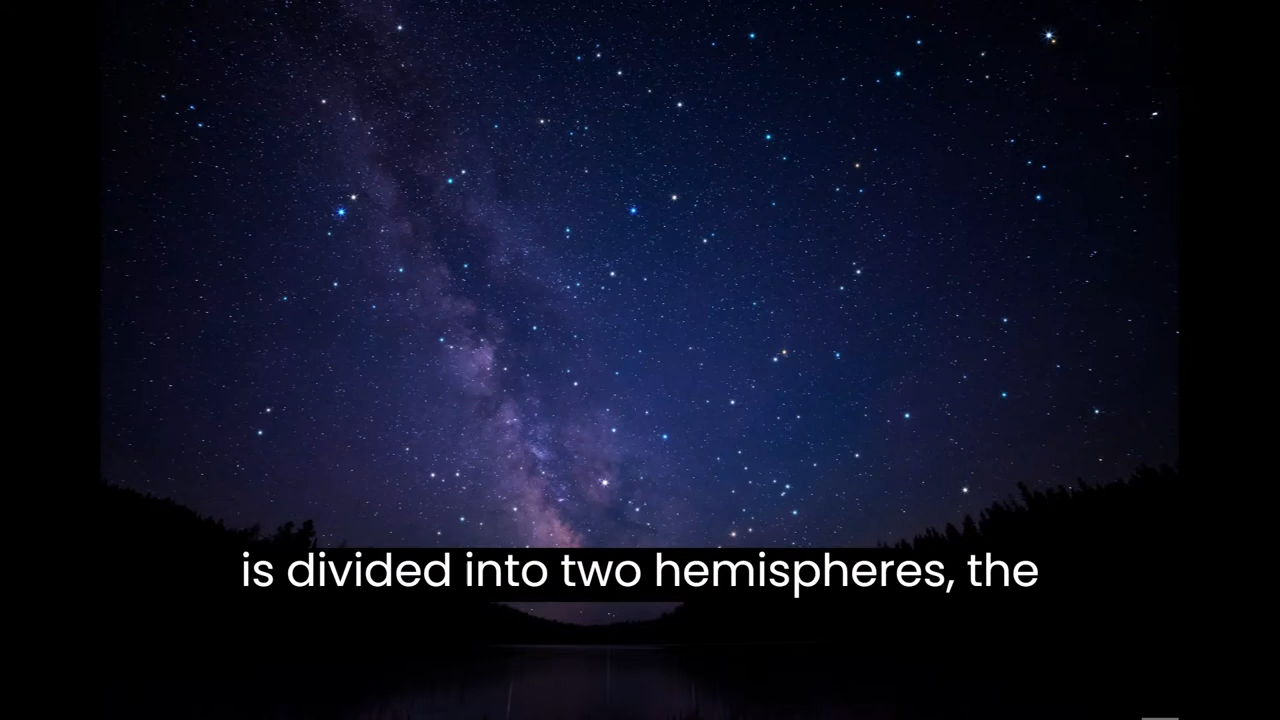 is divided into two hemispheres, the